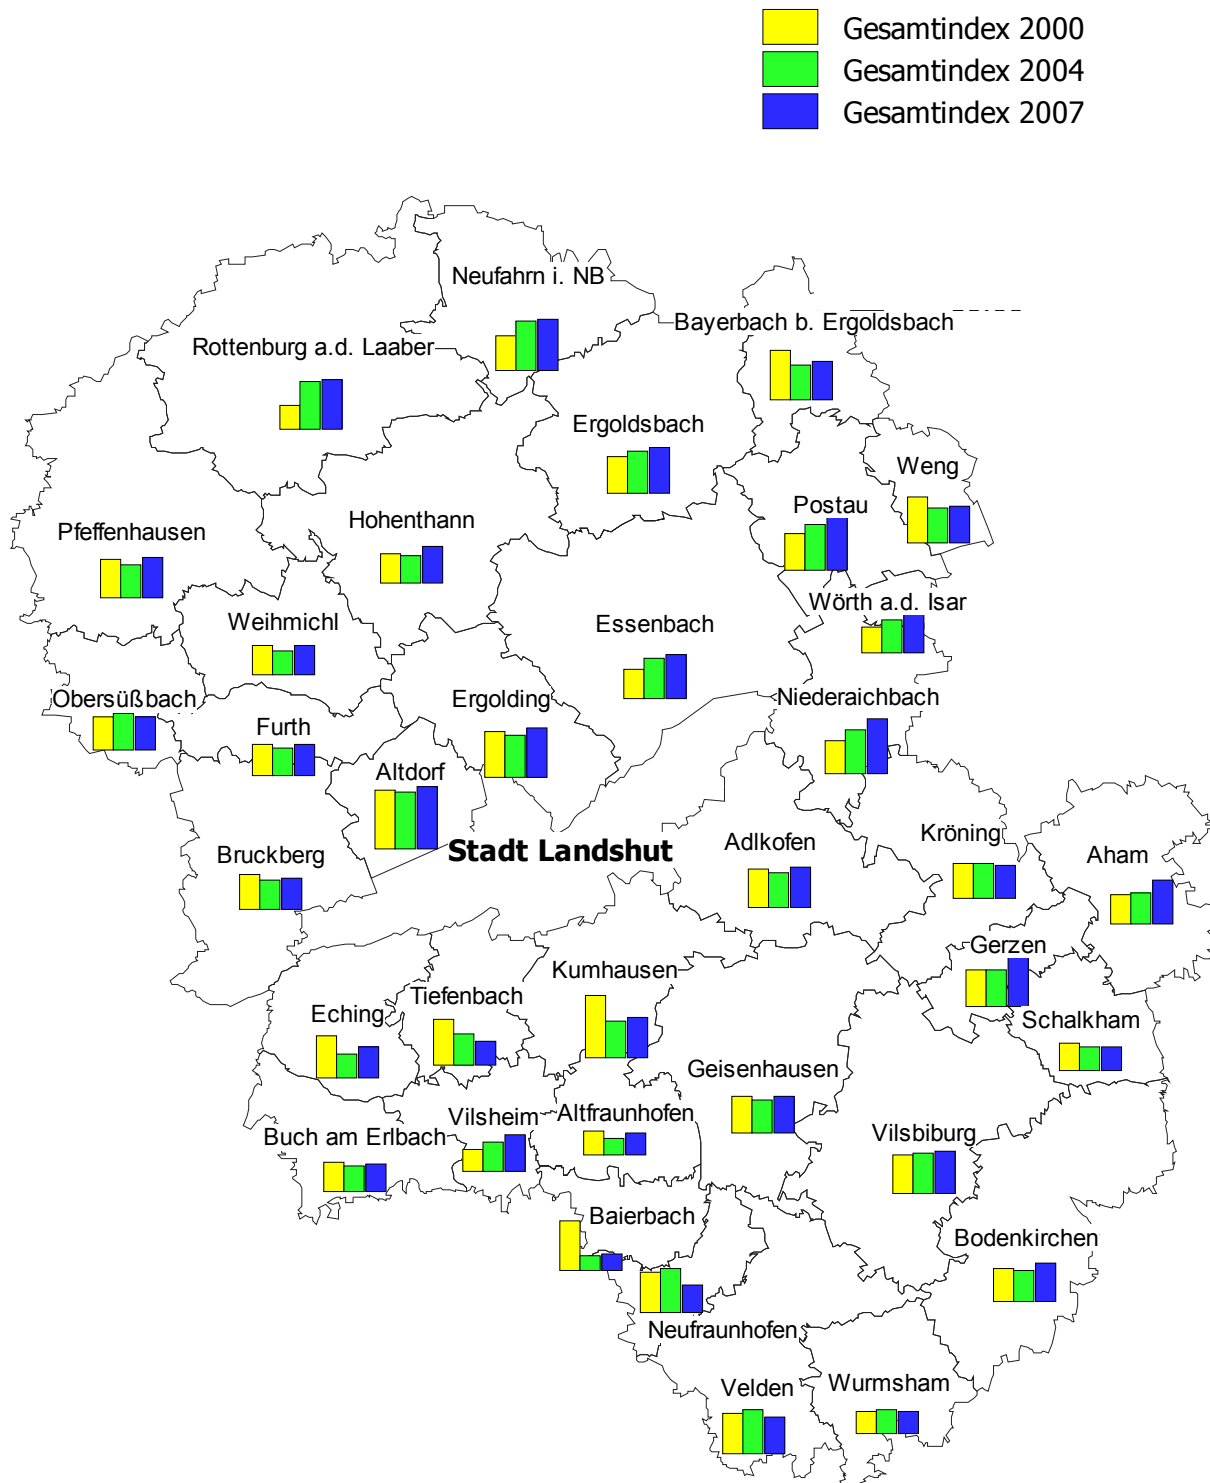 Gesamtindex 2000
Gesamtindex 2004
Gesamtindex 2007
Neufahrn i. NB
Bayerbach b. Ergoldsbach
Rottenburg a.d. Laaber
Ergoldsbach
Weng
Postau
Hohenthann
Pfeffenhausen
Wörth a.d. Isar
Weihmichl
Essenbach
Obersüßbach
Ergolding
Niederaichbach
Furth
Altdorf
Kröning
Adlkofen
Stadt Landshut
Bruckberg
Aham
Gerzen
Kumhausen
Tiefenbach
Eching
Schalkham
Geisenhausen
Altfraunhofen
Vilsheim
Buch am Erlbach
Vilsbiburg
Baierbach
Bodenkirchen
Neufraunhofen
Velden
Wurmsham